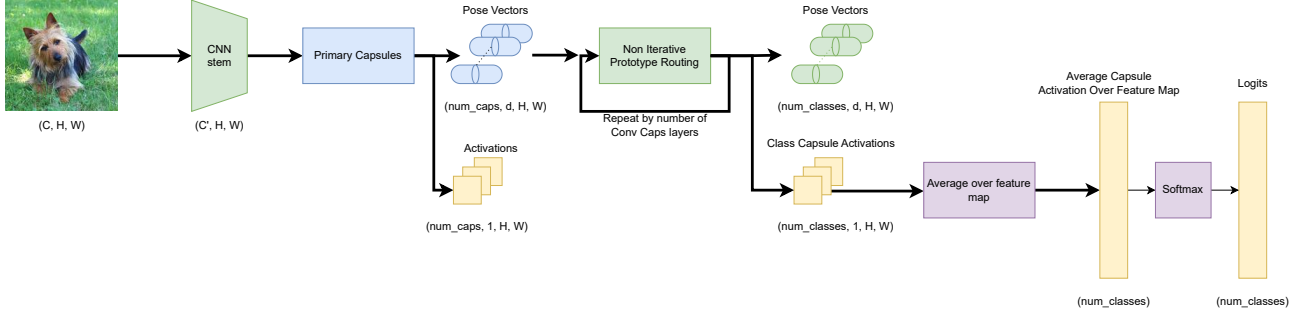 (C, H, W)
CNN
stem
(C', H, W)
Primary Capsules
Pose Vectors
(num_caps, d, H, W)
Activations
(num_caps, 1, H, W)
Non Iterative
Prototype Routing
Repeat by number of
Conv Caps layers
Pose Vectors
(num_classes, d, H, W)
Class Capsule Activations
(num_classes, 1, H, W)
Average over feature
map
Average Capsule
Activation Over Feature Map
(num_classes)
Softmax
Logits
(num_classes)